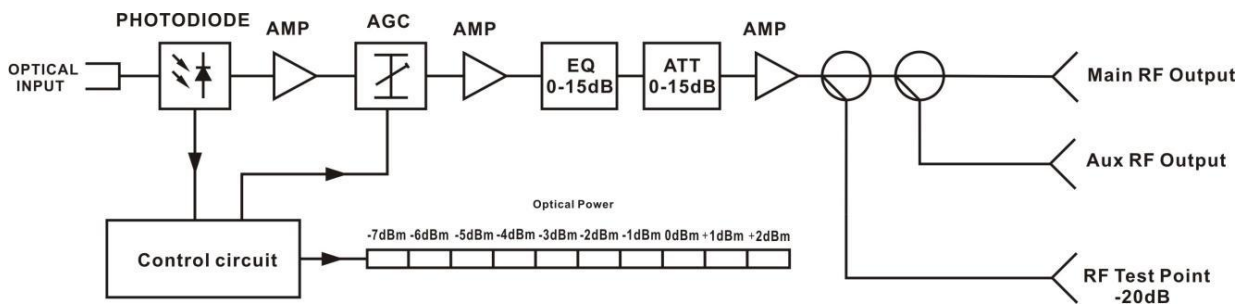 PHOTODIODE
AMP
AGC
AMP
AMP
OPTICAL
INPUT
EQ
0-15dB
ATT
0-15dB
Main RF Output
Aux RF Output
Optical Power
-7dBm -6dBm -5dBm -4dBm -3dBm -2dBm -1dBm 0dBm +1dBm +2dBm
Control circuit
RF Test Point
-20dB